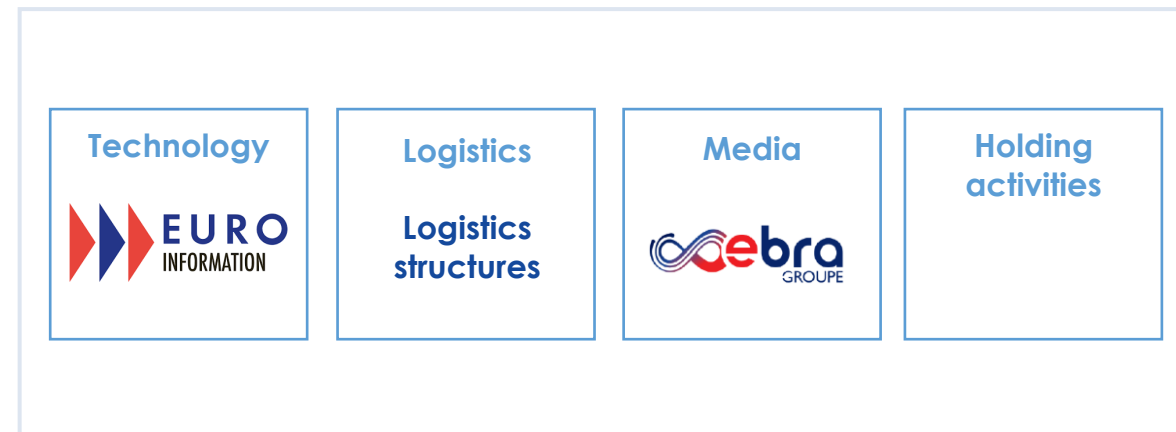 Technology
EURO
INFORMATION
Logistics
Logistics
structures
Media
ebra
GROUPE
Holding
activities